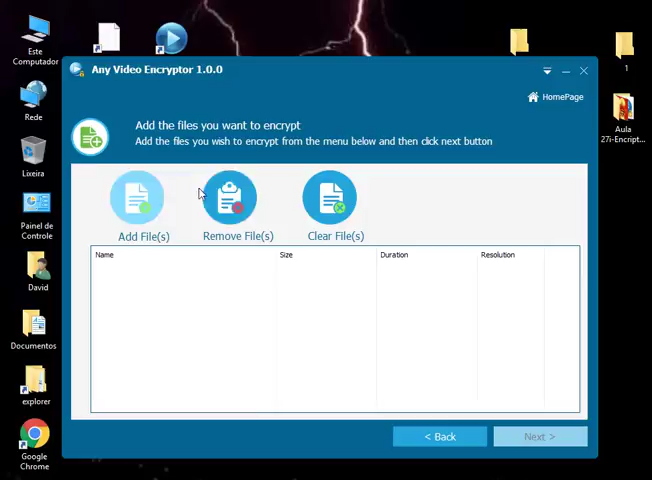 Este
Computador
Any Video Encryptor 1.0.0
HomePage
1
Add the files you want to encrypt
Add the files you wish to encrypt from the menu below and then click next button
Rede
Aula
27i-Encript...
Lixeira
Add File(s)
Remove File(s)
Clear File(s)
Painel de
Controle
Name
Size
Duration
Resolution
David
Documentos
explorer
< Back
Next >
Google
Chrome